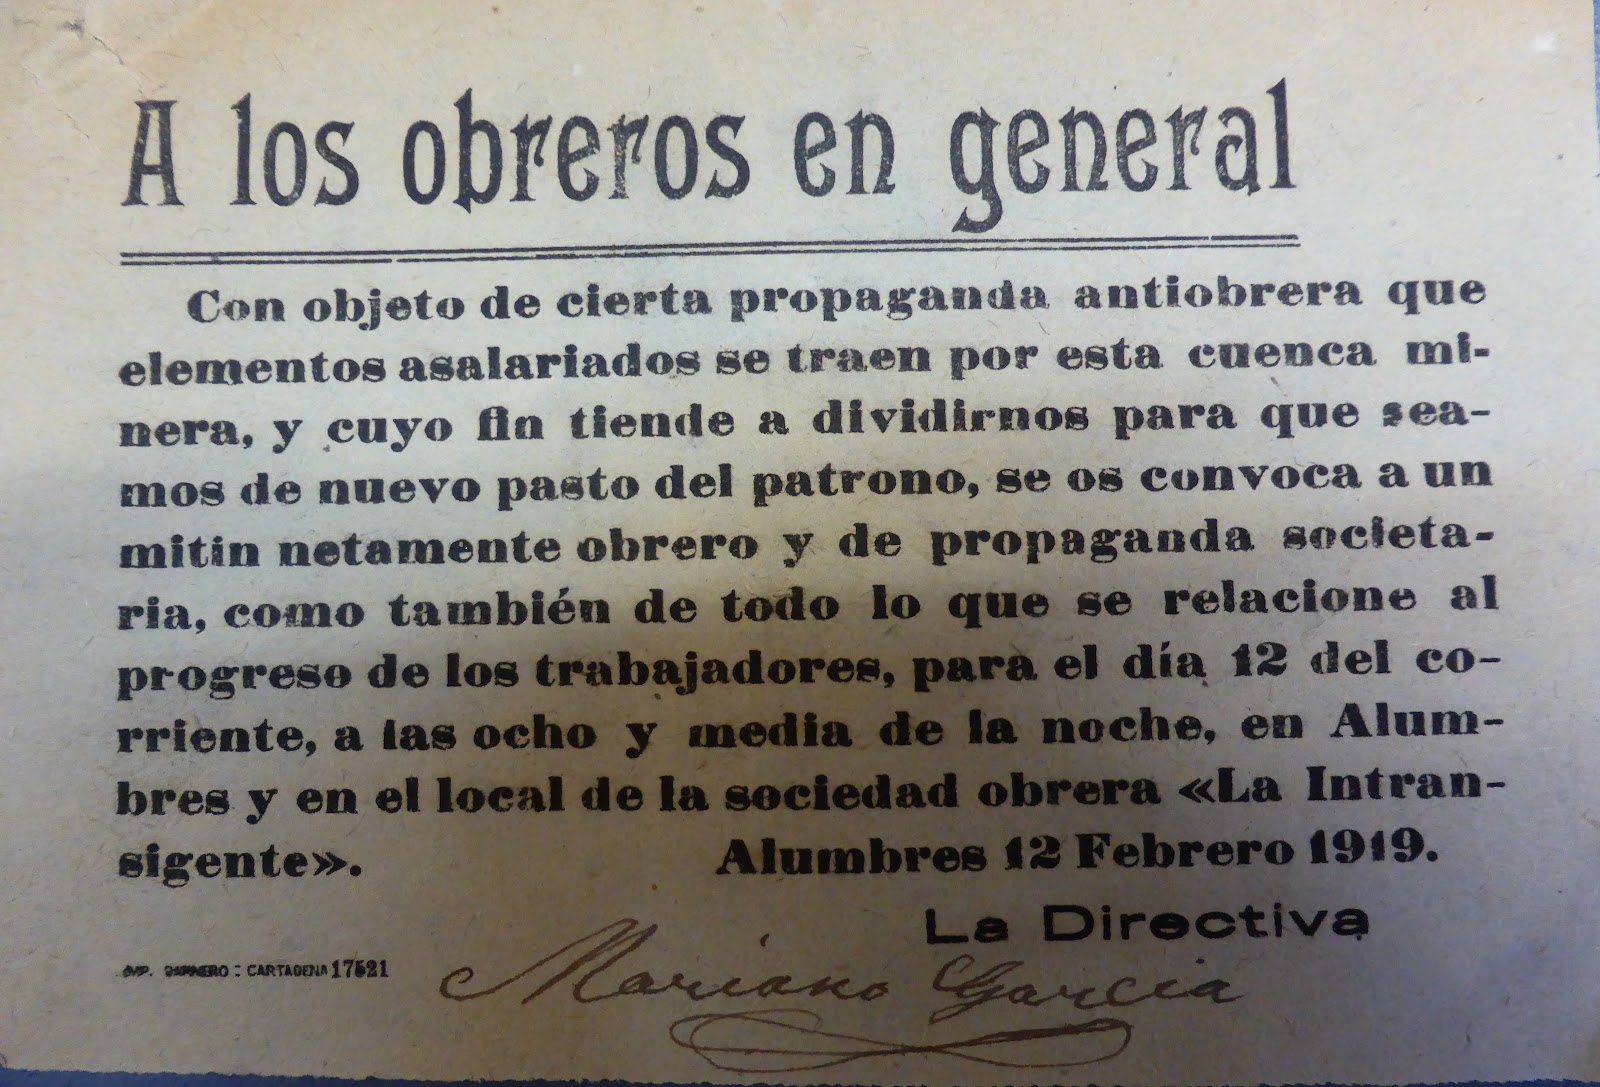 A los obreros en general
Con objeto de cierta propaganda antiobrera que
elementos asalariados se traen por esta cuenca mi-
nera, y cuyo fin tiende a dividirnos para que sea-
mos de nuevo pasto del patrono, se os convoca a un
mitin netamente obrero y de propaganda societa-
ria, como también de todo lo que se relacione al
progreso de los trabajadores, para el día 12 del co-
rriente, a las ocho y media de la noche, en Alum-
bres y en el local de la sociedad obrera «La Intran-
sigente».
Alumbres 12 Febrero 1919.
La Directiva
Mariano Garcia
IMP. : CARTAGENA 17521